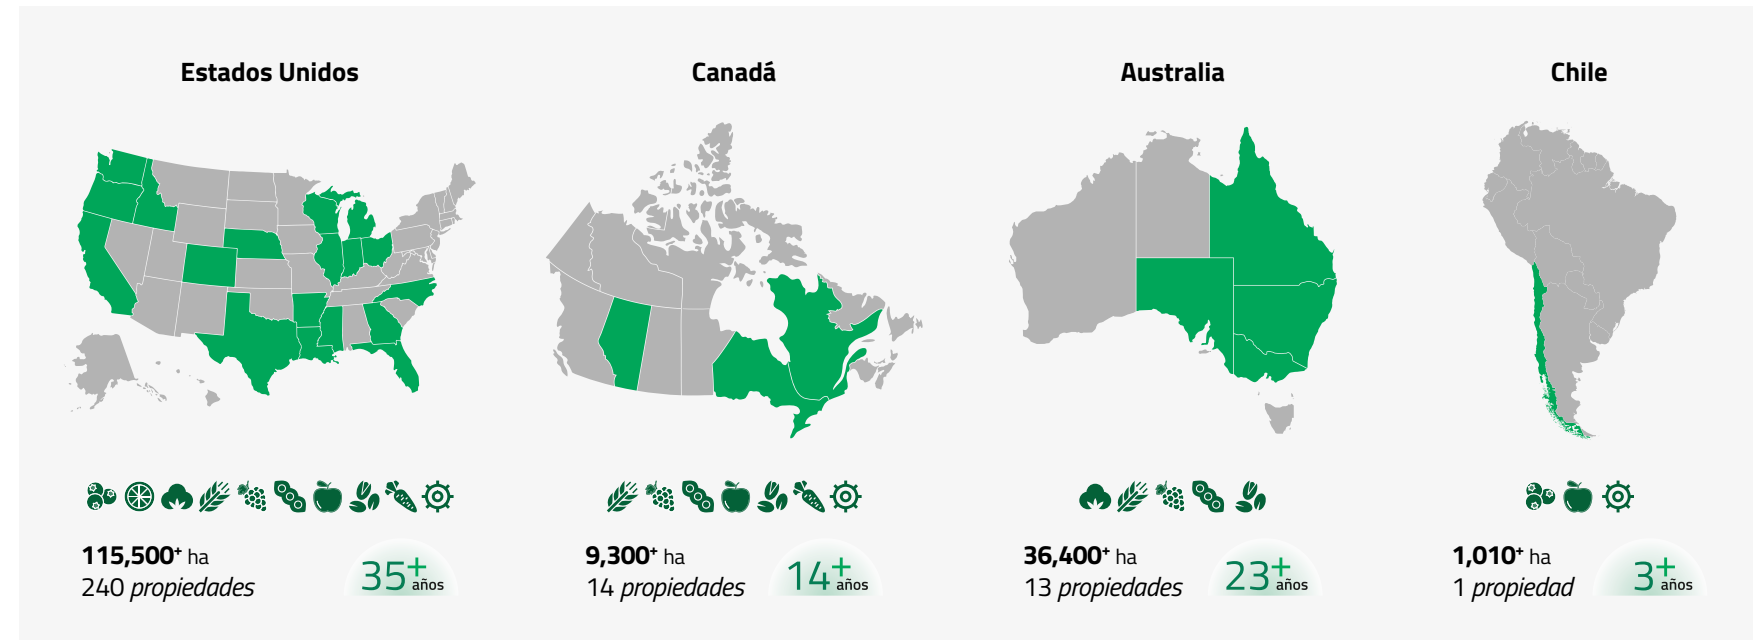 Estados Unidos
115,500+ ha
240 propiedades
35+ años
Canadá
9,300+ ha
14 propiedades
14+ años
Australia
36,400+ ha
13 propiedades
23+ años
Chile
1,010+ ha
1 propiedad
3+ años